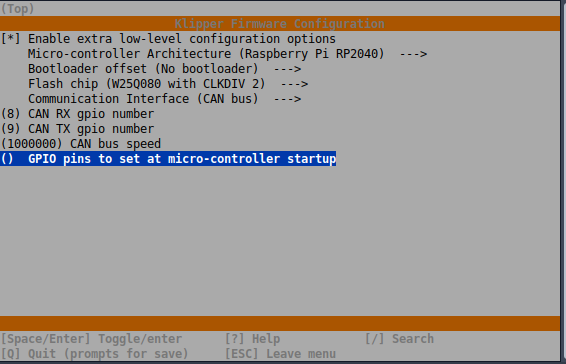 (Top)
Klipper Firmware Configuration
[*] Enable extra low-level configuration options
Micro-controller Architecture (Raspberry Pi RP2040)  --->
Bootloader offset (No bootloader)  --->
Flash chip (W25Q080 with CLKDIV 2)  --->
Communication Interface (CAN bus)  --->
(8) CAN RX gpio number
(9) CAN TX gpio number
(1000000) CAN bus speed
()  GPIO pins to set at micro-controller startup
[Space/Enter] Toggle/enter      [?] Help            [/] Search
[Q] Quit (prompts for save)     [ESC] Leave menu